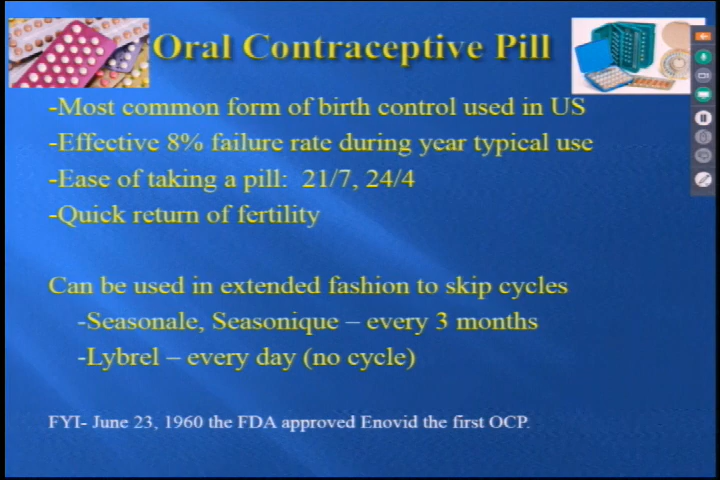 Oral Contraceptive Pill
-Most common form of birth control used in US
-Effective 8% failure rate during year typical use
-Ease of taking a pill:  21/7, 24/4
-Quick return of fertility
Can be used in extended fashion to skip cycles
-Seasonale, Seasonique – every 3 months
-Lybrel – every day (no cycle)
FYI- June 23, 1960 the FDA approved Enovid the first OCP.